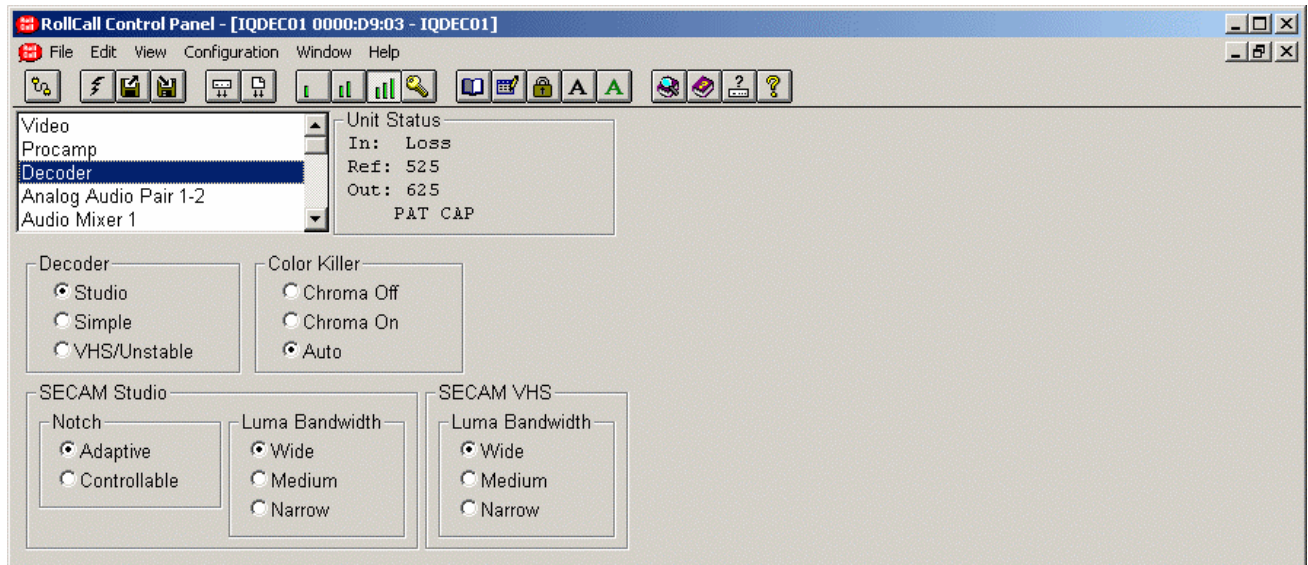 RollCall Control Panel - [IQDEC01 0000:D9:03 - IQDEC01]
File Edit View Configuration Window Help
A A ? ?
Video
Procamp
Decoder
Analog Audio Pair 1-2
Audio Mixer 1
Unit Status
In: Loss
Ref: 525
Out: 625
PAT CAP
Decoder
Studio
Simple
VHS/Unstable
Color Killer
Chroma Off
Chroma On
Auto
SECAM Studio
Notch
Adaptive
Controllable
Luma Bandwidth
Wide
Medium
Narrow
SECAM VHS
Luma Bandwidth
Wide
Medium
Narrow